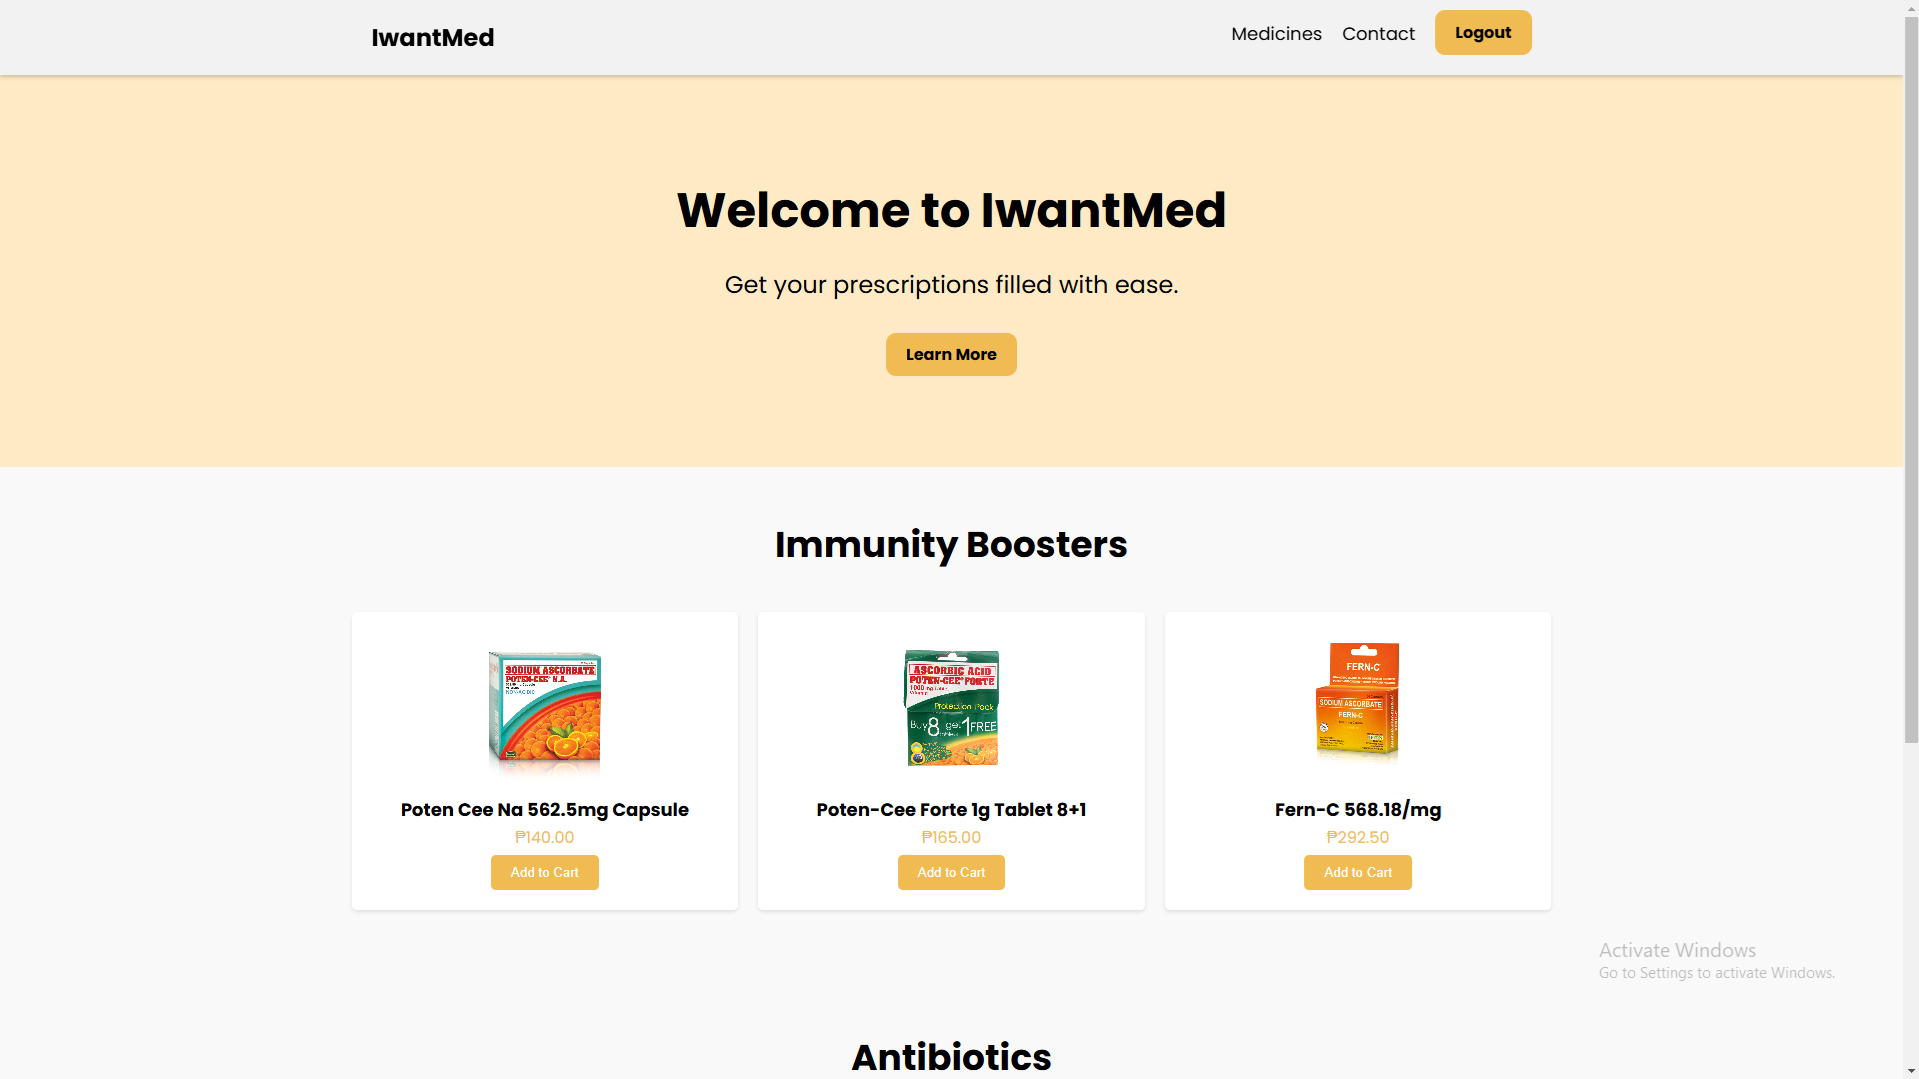 IwantMed
Medicines Contact Logout
Welcome to IwantMed
Get your prescriptions filled with ease.
Learn More
Immunity Boosters
SODIUM ASCORBATE
POTEN-CEE N.A.
NON-ACIDIC
ASCORBIC ACID
POTEN-CEE FORTE
Protection Pack
Buy 8 get 1 FREE
FERN-C
SODIUM ASCORBATE
FERN-C
Poten Cee Na 562.5mg Capsule
₱140.00
Add to Cart
Poten-Cee Forte 1g Tablet 8+1
₱165.00
Add to Cart
Fern-C 568.18/mg
₱292.50
Add to Cart
Activate Windows
Go to Settings to activate Windows.
Antibiotics